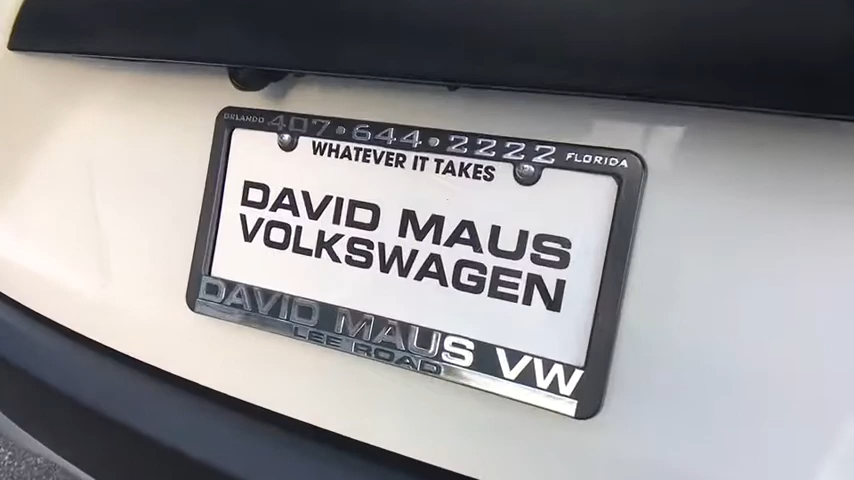 ORLANDO 407•644•2222 FLORIDA
WHATEVER IT TAKES
DAVID MAUS
VOLKSWAGEN
DAVID MAUS VW
LEE ROAD